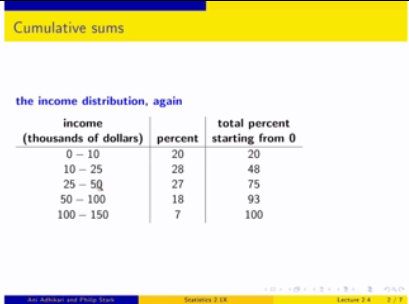 Cumulative sums
the income distribution, again
income total percent
(thousands of dollars) percent starting from 0
0 – 10 20 20
10 – 25 28 48
25 – 50 27 75
50 – 100 18 93
100 – 150 7 100
Ani Adhikari and Philip Stark Statistics 2.1X Lecture 2.4 2 / 7